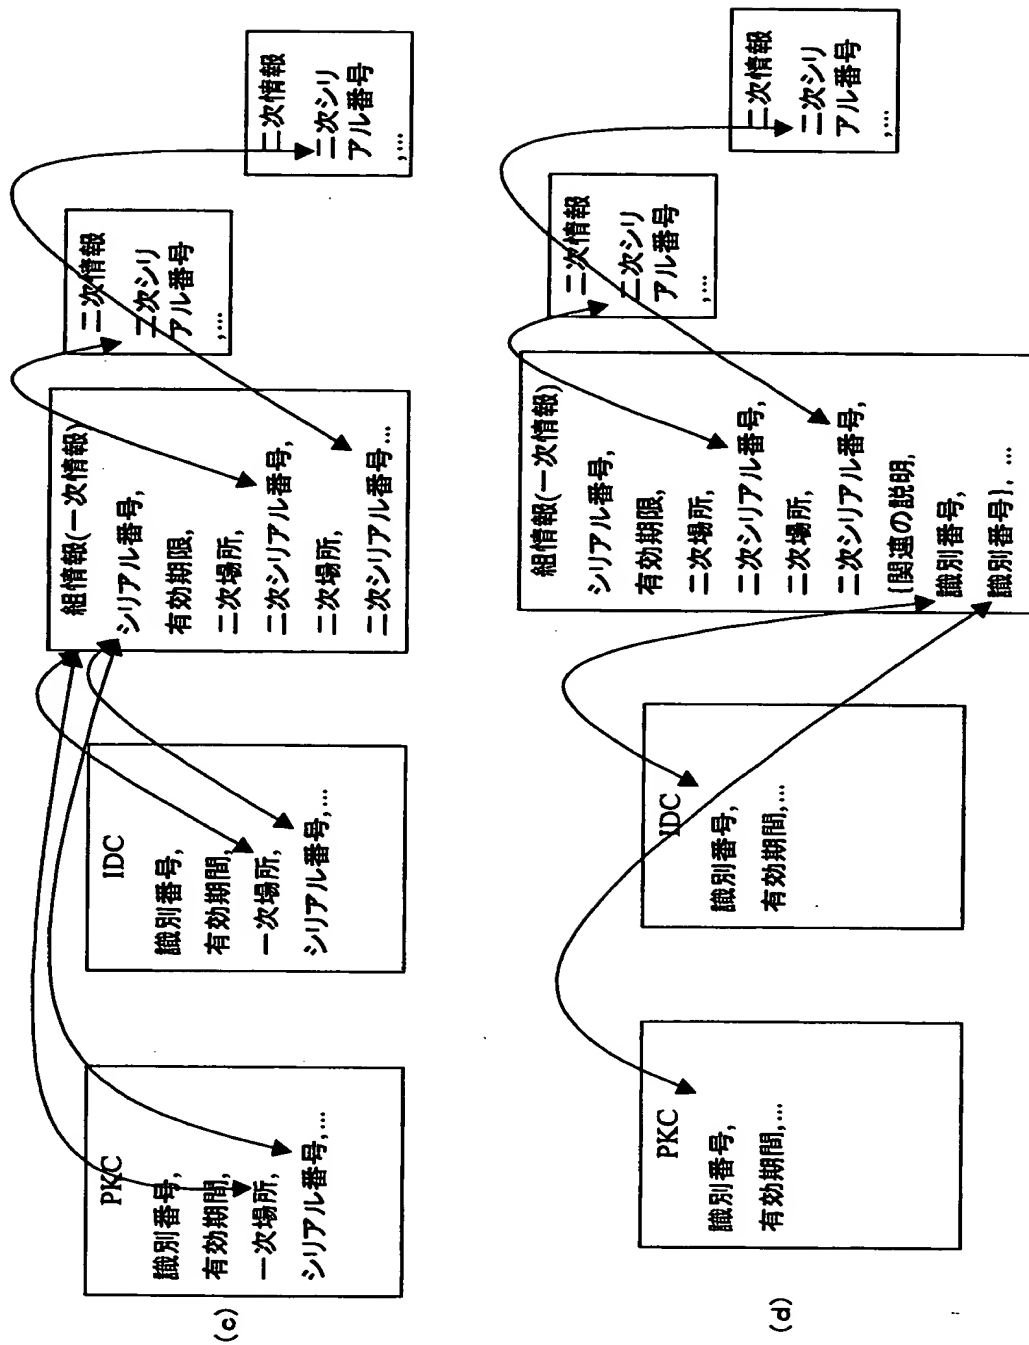 (c)
PKC
識別番号,
有効期間,
一次場所,
シリアル番号,...
IDC
識別番号,
有効期間,
一次場所,
シリアル番号,...
組情報(一次情報)
シリアル番号,
有効期限,
二次場所,
二次シリアル番号,
二次場所,
二次シリアル番号...
二次情報
二次シリ
アル番号
,...
二次情報
二次シリ
アル番号
,...
(d)
PKC
識別番号,
有効期間,...
IDC
識別番号,
有効期間,...
組情報(一次情報)
シリアル番号,
有効期限,
二次場所,
二次シリアル番号,
二次場所,
二次シリアル番号,
{関連の説明,
識別番号,
識別番号}, ...
二次情報
二次シリ
アル番号
,...
二次情報
二次シリ
アル番号
,...